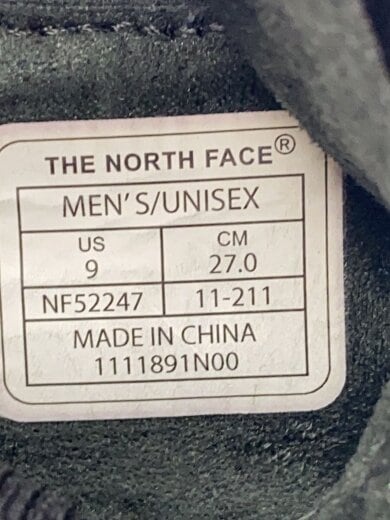 THE NORTH FACE®
MEN'S/UNISEX
US CM
9 27.0
NF52247 11-211
MADE IN CHINA
1111891N00